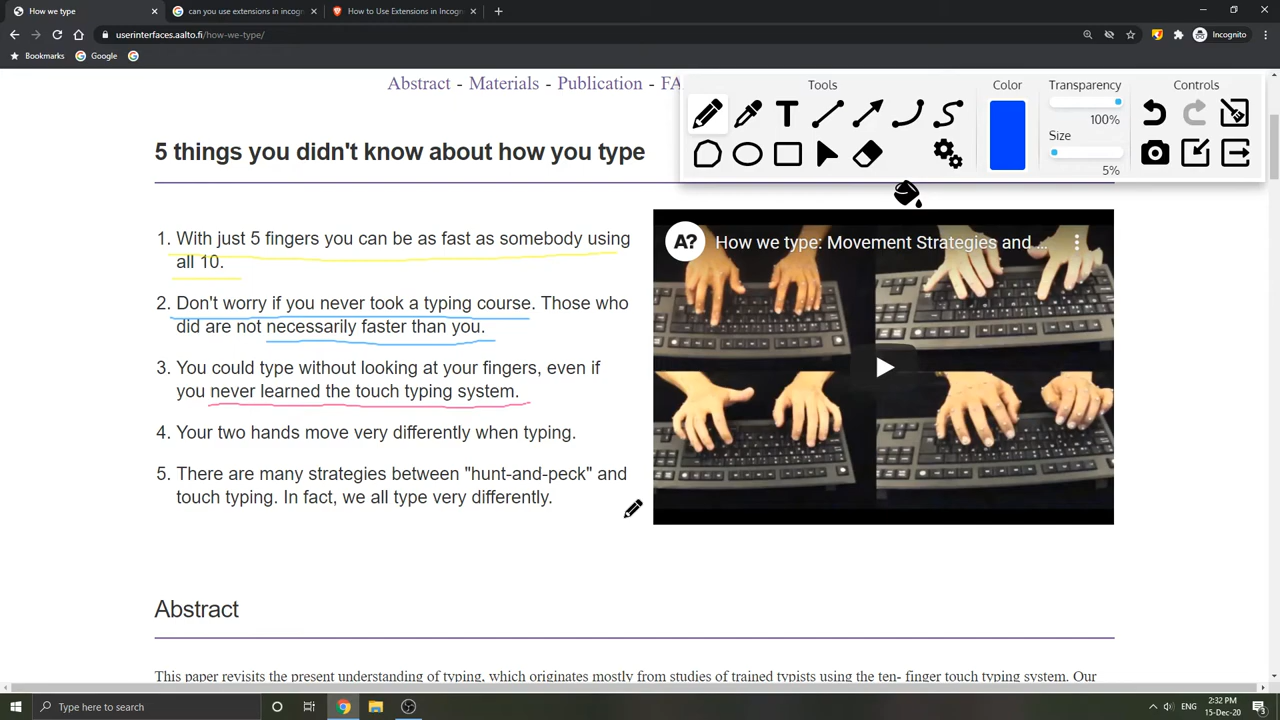 How we type
can you use extensions in incogn
How to Use Extensions in Incogn
userinterfaces.aalto.fi/how-we-type/
Incognito
Bookmarks
Google
Abstract - Materials - Publication - FA
Tools
Color
Transparency
Controls
100%
Size
5%
5 things you didn't know about how you type
1. With just 5 fingers you can be as fast as somebody using
all 10.
2. Don't worry if you never took a typing course. Those who
did are not necessarily faster than you.
3. You could type without looking at your fingers, even if
you never learned the touch typing system.
4. Your two hands move very differently when typing.
5. There are many strategies between "hunt-and-peck" and
touch typing. In fact, we all type very differently.
A?
How we type: Movement Strategies and ...
Abstract
This paper revisits the present understanding of typing, which originates mostly from studies of trained typists using the ten- finger touch typing system. Our
Type here to search
2:32 PM
15-Dec-20
3